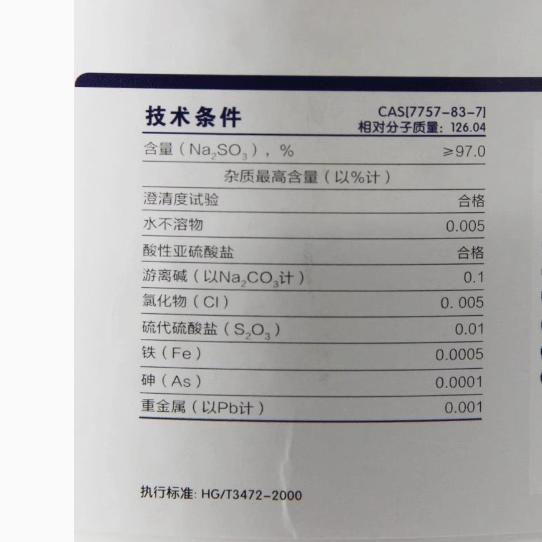 技术条件 CAS[7757-83-7]
相对分子质量: 126.04
含量（Na₂SO₃）, % ≥97.0
杂质最高含量（以%计）
澄清度试验 合格
水不溶物 0.005
酸性亚硫酸盐 合格
游离碱（以Na₂CO₃计） 0.1
氯化物（Cl） 0. 005
硫代硫酸盐（S₂O₃） 0.01
铁（Fe） 0.0005
砷（As） 0.0001
重金属（以Pb计） 0.001
执行标准: HG/T3472-2000